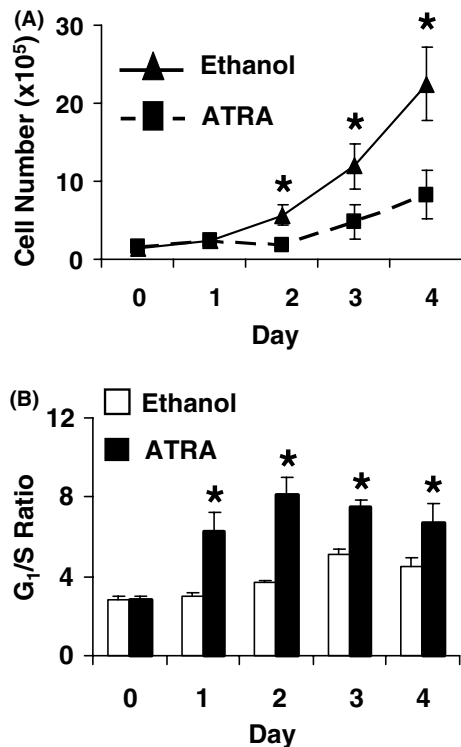 (A)
Cell Number (x10⁵)
30
20
10
0
Ethanol
ATRA
*
*
*
0 1 2 3 4
Day
(B)
G₁/S Ratio
12
8
4
0
Ethanol
ATRA
*
*
*
*
0 1 2 3 4
Day